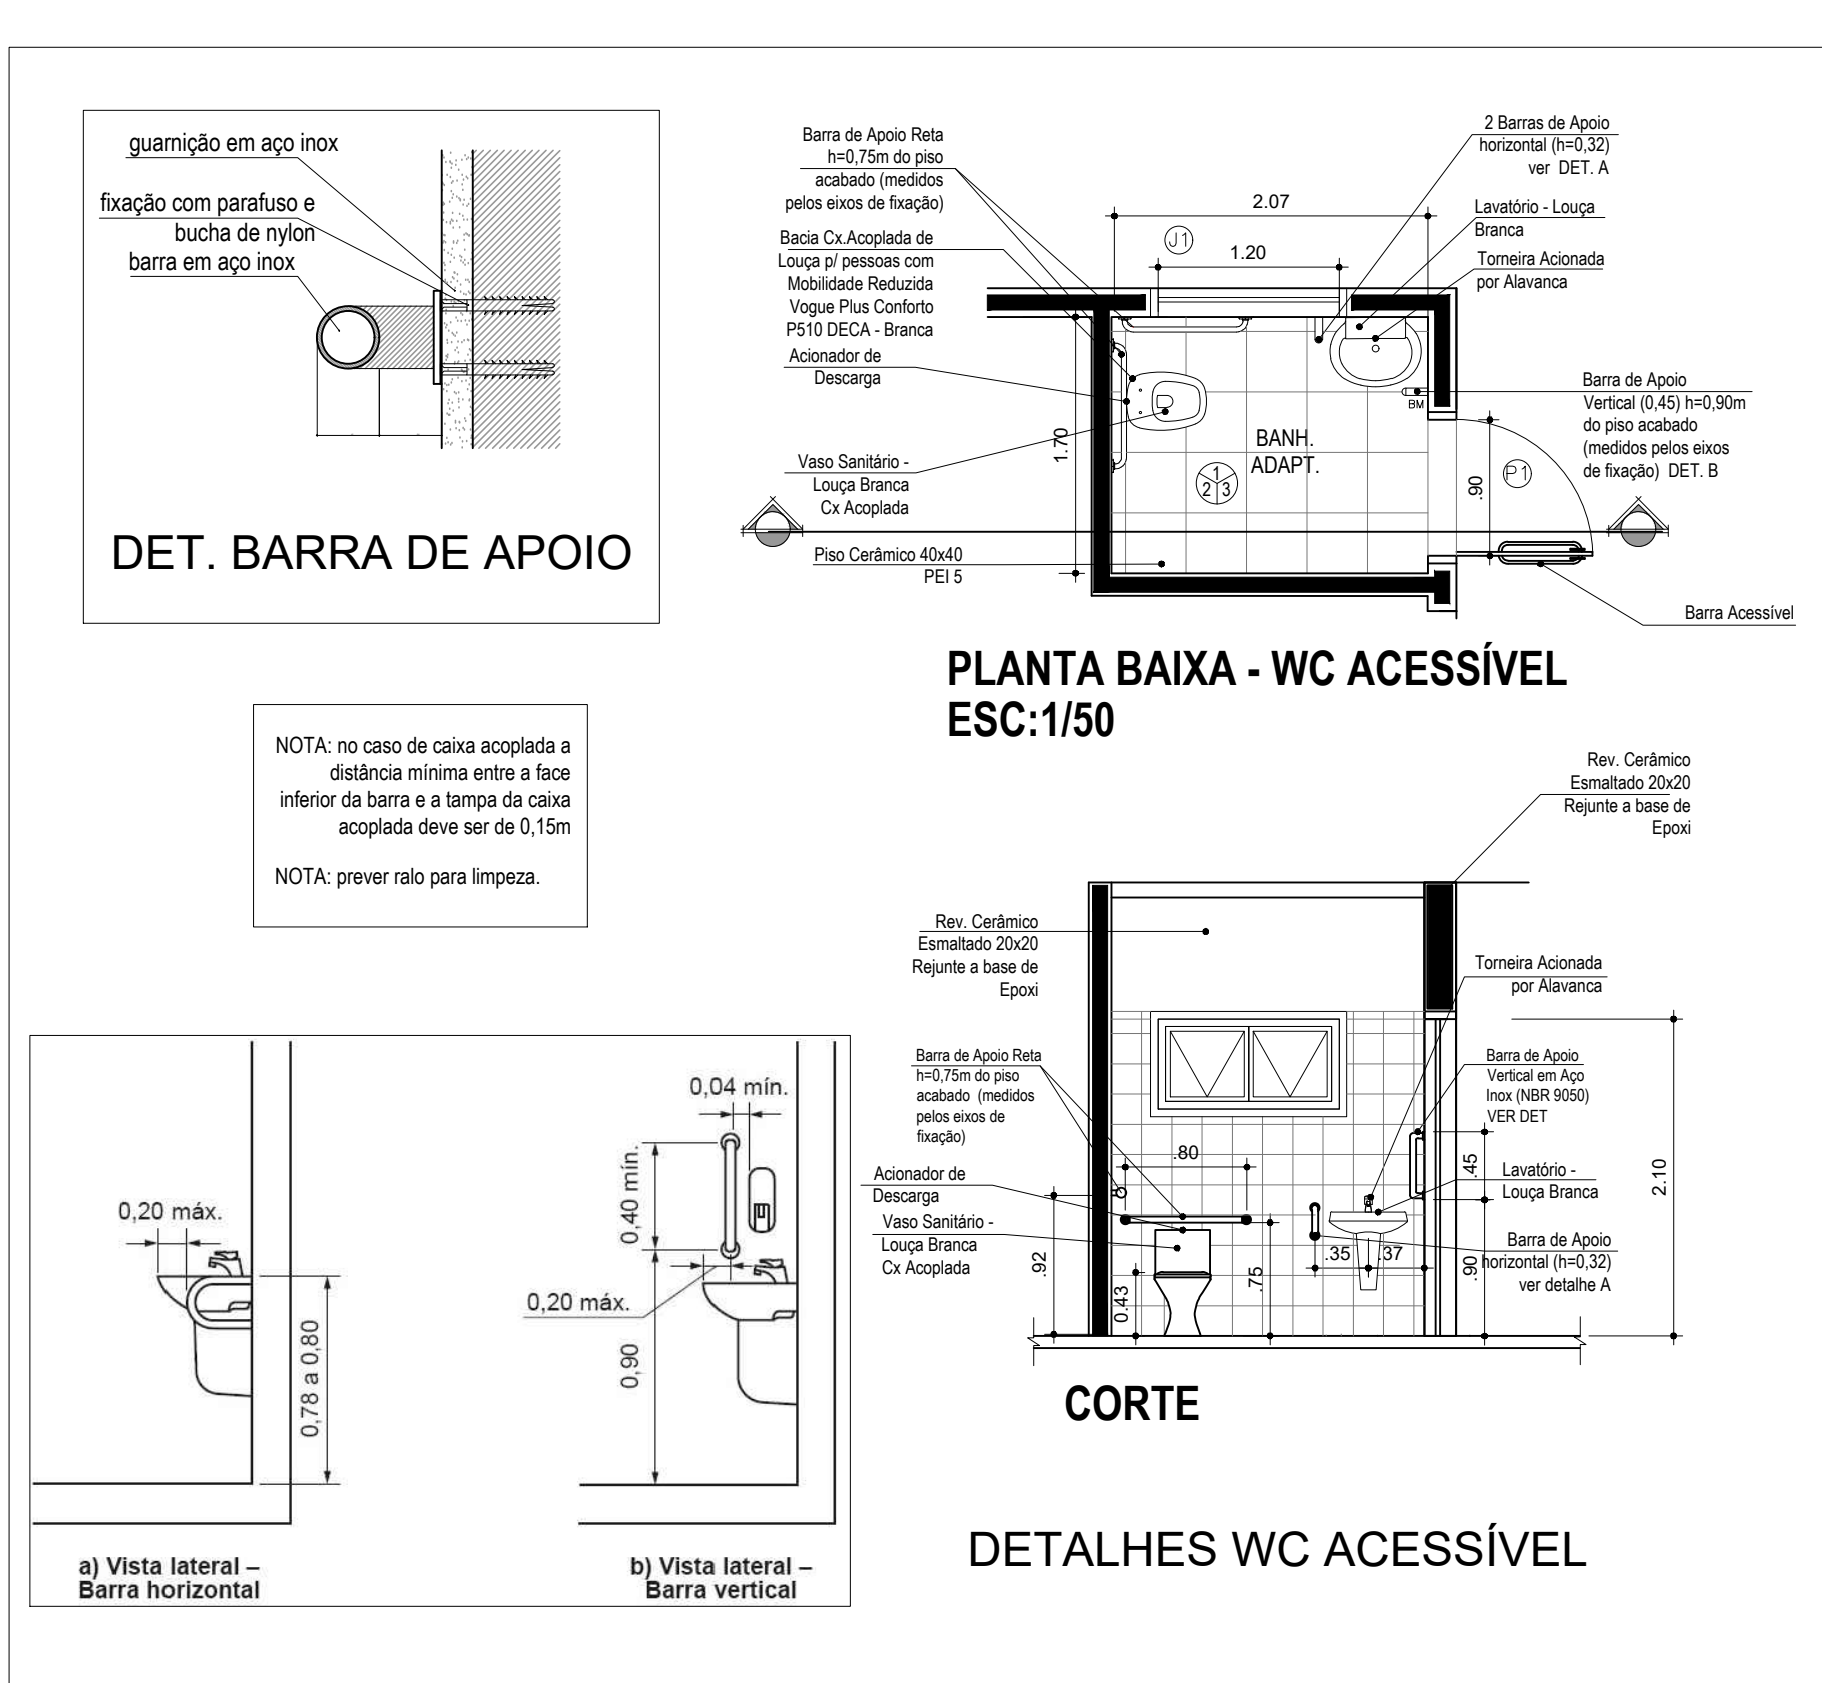 guarnição em aço inox
fixação com parafuso e
bucha de nylon
barra em aço inox
DET. BARRA DE APOIO
Barra de Apoio Reta
h=0,75m do piso
acabado (medidos
pelos eixos de fixação)
Bacia Cx.Acoplada de
Louça p/ pessoas com
Mobilidade Reduzida
Vogue Plus Conforto
P510 DECA - Branca
Acionador de
Descarga
Vaso Sanitário -
Louça Branca
Cx Acoplada
Piso Cerâmico 40x40
PEI 5
2 Barras de Apoio
horizontal (h=0,32)
ver DET. A
Lavatório - Louça
Branca
Torneira Acionada
por Alavanca
Barra de Apoio
Vertical (0,45) h=0,90m
do piso acabado
(medidos pelos eixos
de fixação) DET. B
Barra Acessível
2.07
J1
1.20
1.70
BM
BANH.
ADAPT.
1
2 3
.90
P1
PLANTA BAIXA - WC ACESSÍVEL
ESC:1/50
NOTA: no caso de caixa acoplada a
distância mínima entre a face
inferior da barra e a tampa da caixa
acoplada deve ser de 0,15m
NOTA: prever ralo para limpeza.
Rev. Cerâmico
Esmaltado 20x20
Rejunte a base de
Epoxi
Rev. Cerâmico
Esmaltado 20x20
Rejunte a base de
Epoxi
Torneira Acionada
por Alavanca
Barra de Apoio Reta
h=0,75m do piso
acabado (medidos
pelos eixos de
fixação)
Acionador de
Descarga
Vaso Sanitário -
Louça Branca
Cx Acoplada
Barra de Apoio
Vertical em Aço
Inox (NBR 9050)
VER DET
Lavatório -
Louça Branca
Barra de Apoio
horizontal (h=0,32)
ver detalhe A
.80
.92
0.43
.75
.35
.37
.45
.90
2.10
CORTE
0,20 máx.
0,78 a 0,80
a) Vista lateral –
Barra horizontal
0,04 mín.
0,40 mín.
0,20 máx.
0,90
b) Vista lateral –
Barra vertical
DETALHES WC ACESSÍVEL